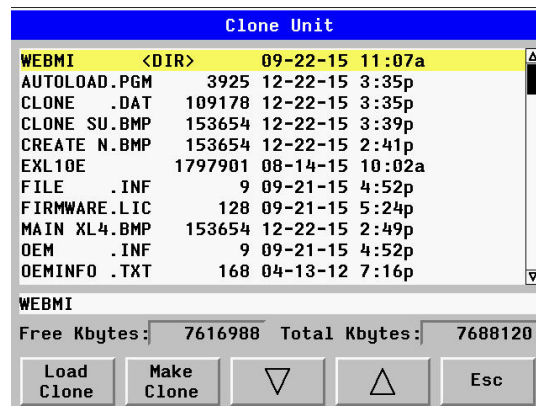 Clone Unit
WEBMI <DIR> 09-22-15 11:07a
AUTOLOAD.PGM 3925 12-22-15 3:35p
CLONE .DAT 109178 12-22-15 3:35p
CLONE SU.BMP 153654 12-22-15 3:39p
CREATE N.BMP 153654 12-22-15 2:41p
EXL10E 1797901 08-14-15 10:02a
FILE .INF 9 09-21-15 4:52p
FIRMWARE.LIC 128 09-21-15 5:24p
MAIN XL4.BMP 153654 12-22-15 2:49p
OEM .INF 9 09-21-15 4:52p
OEMINFO .TXT 168 04-13-12 7:16p
WEBMI
Free Kbytes: 7616988 Total Kbytes: 7688120
Load Clone
Make Clone
Esc